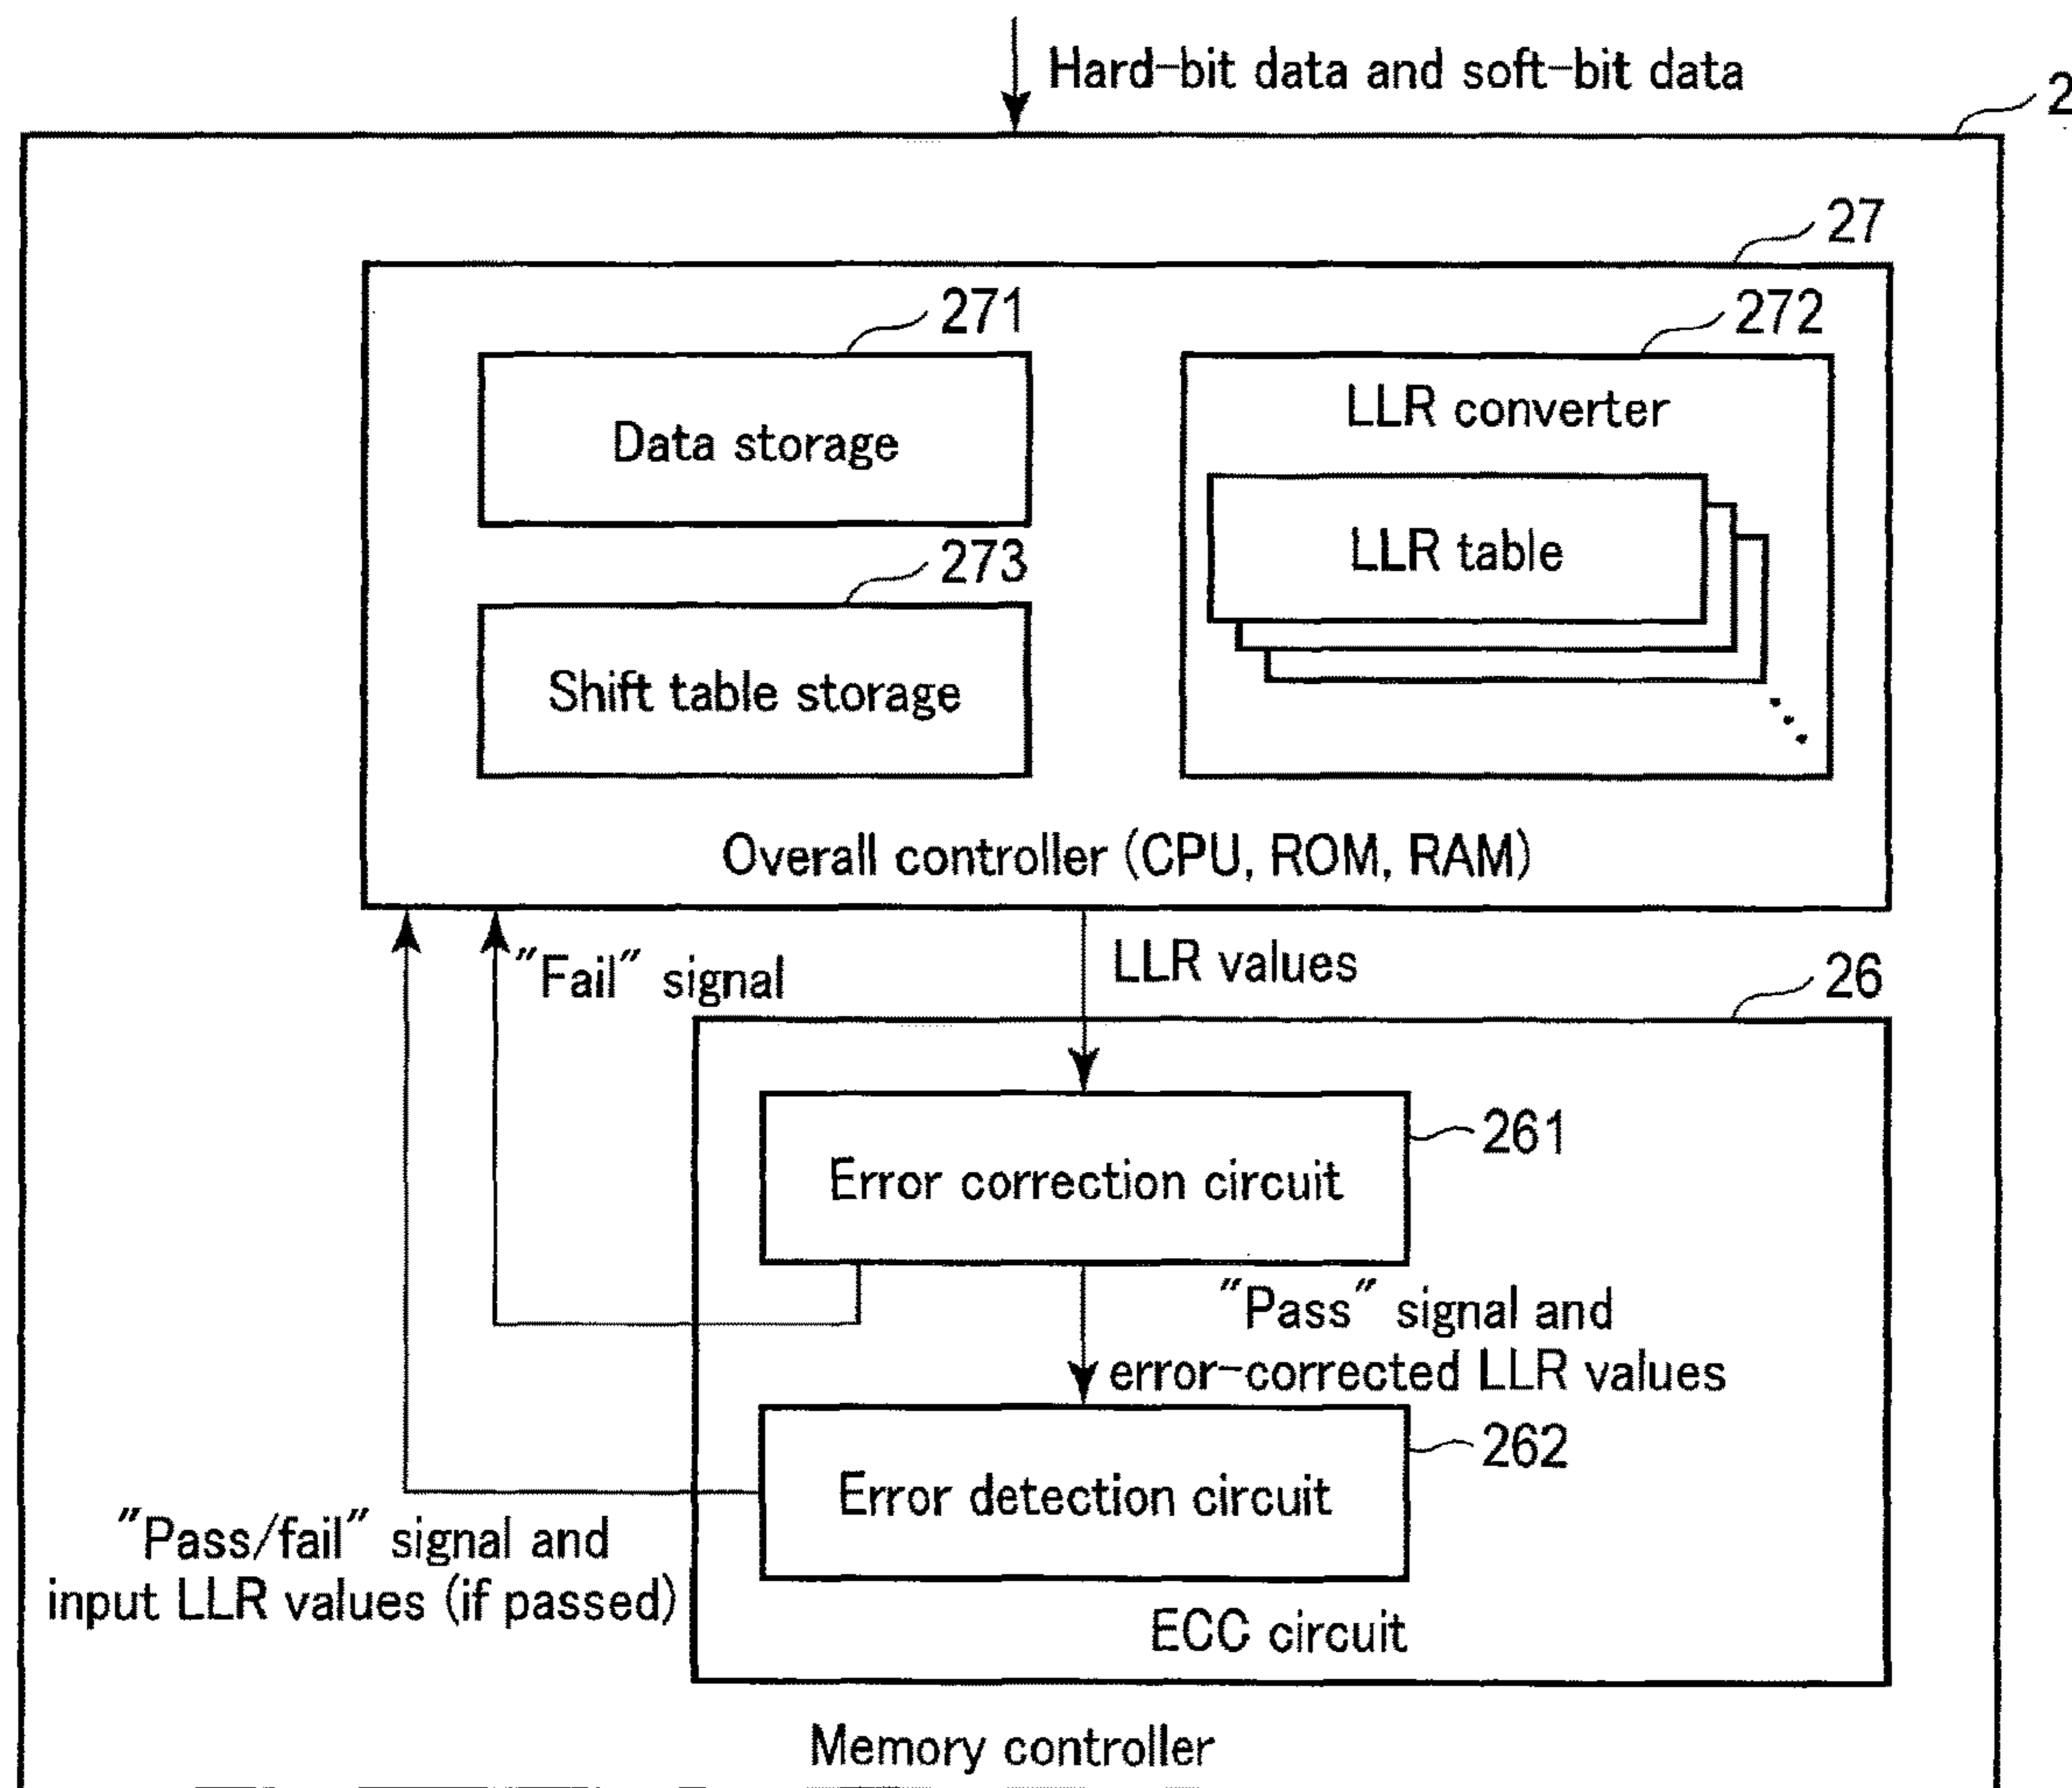 Hard-bit data and soft-bit data
2
27
271
272
Data storage
LLR converter
LLR table
273
Shift table storage
Overall controller (CPU, ROM, RAM)
"Fail" signal
LLR values
26
261
Error correction circuit
"Pass" signal and
error-corrected LLR values
262
Error detection circuit
"Pass/fail" signal and
input LLR values (if passed)
ECC circuit
Memory controller